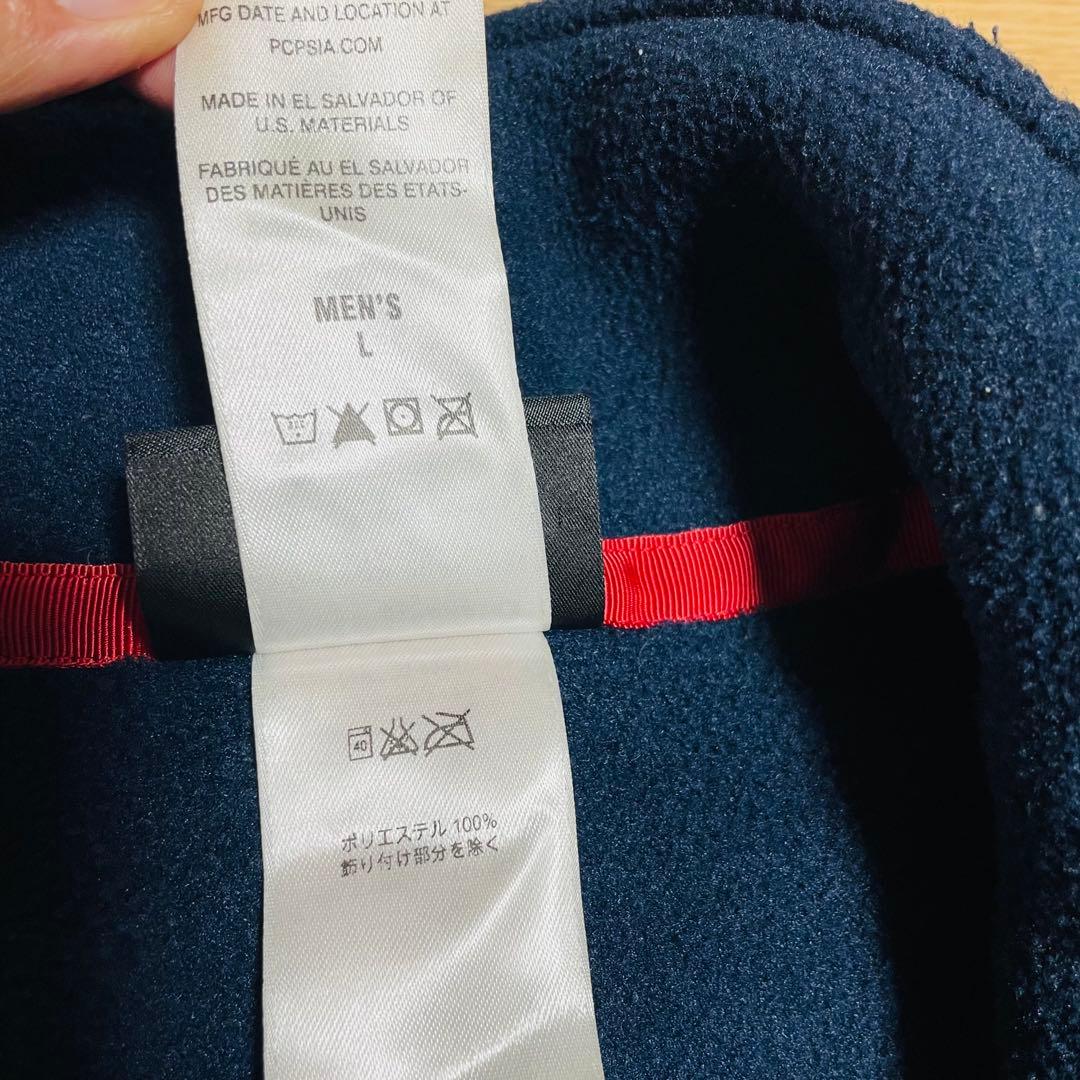 MFG DATE AND LOCATION AT
PCPSIA.COM
MADE IN EL SALVADOR OF
U.S. MATERIALS
FABRIQUÉ AU EL SALVADOR
DES MATIÈRES DES ETATS-
UNIS
MEN'S
L
40
ポリエステル 100%
飾り付け部分を除く